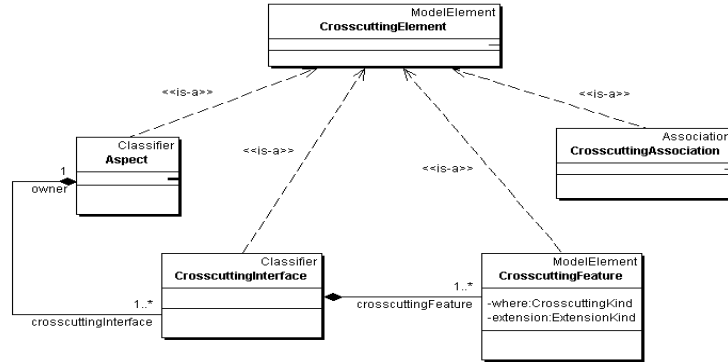 ModelElement
CrosscuttingElement
<<is-a>>
<<is-a>>
<<is-a>>
<<is-a>>
Classifier
Aspect
Association
CrosscuttingAssociation
1
owner
Classifier
CrosscuttingInterface
ModelElement
CrosscuttingFeature
-where:CrosscuttingKind
-extension:ExtensionKind
1..*
crosscuttingInterface
1..*
crosscuttingFeature